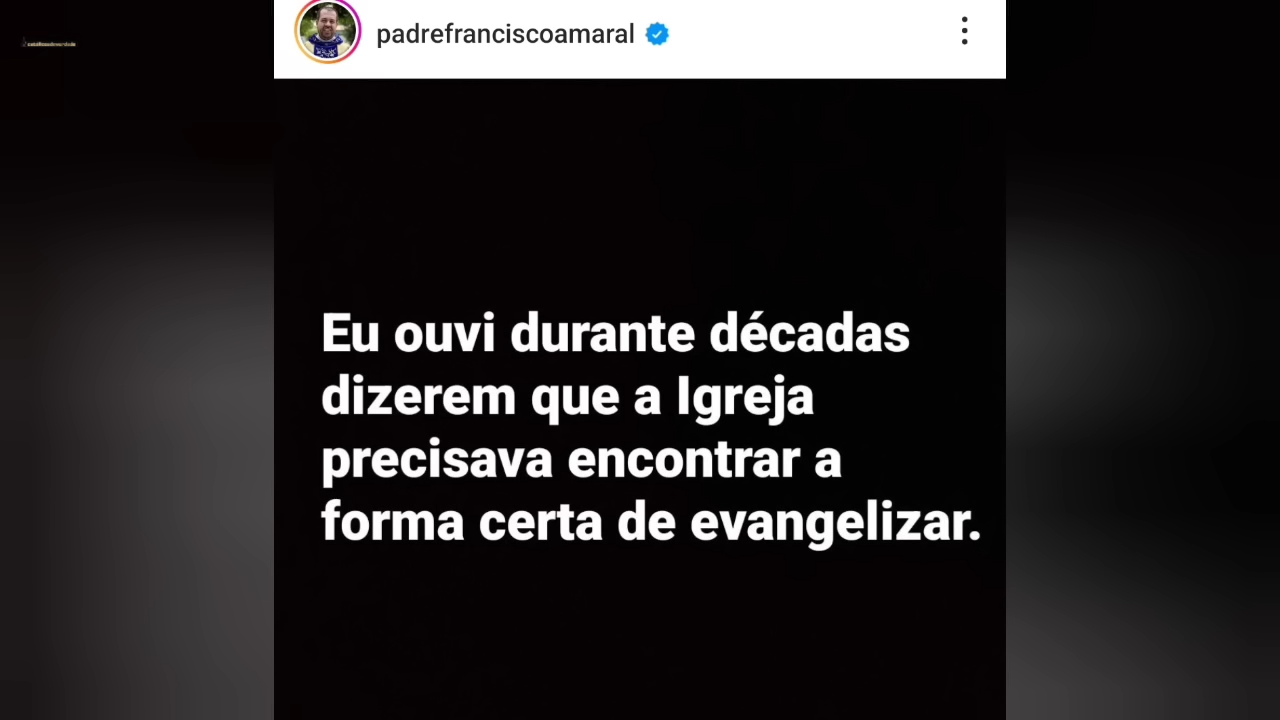 padrefranciscoamaral
Eu ouvi durante décadas
dizerem que a Igreja
precisava encontrar a
forma certa de evangelizar.